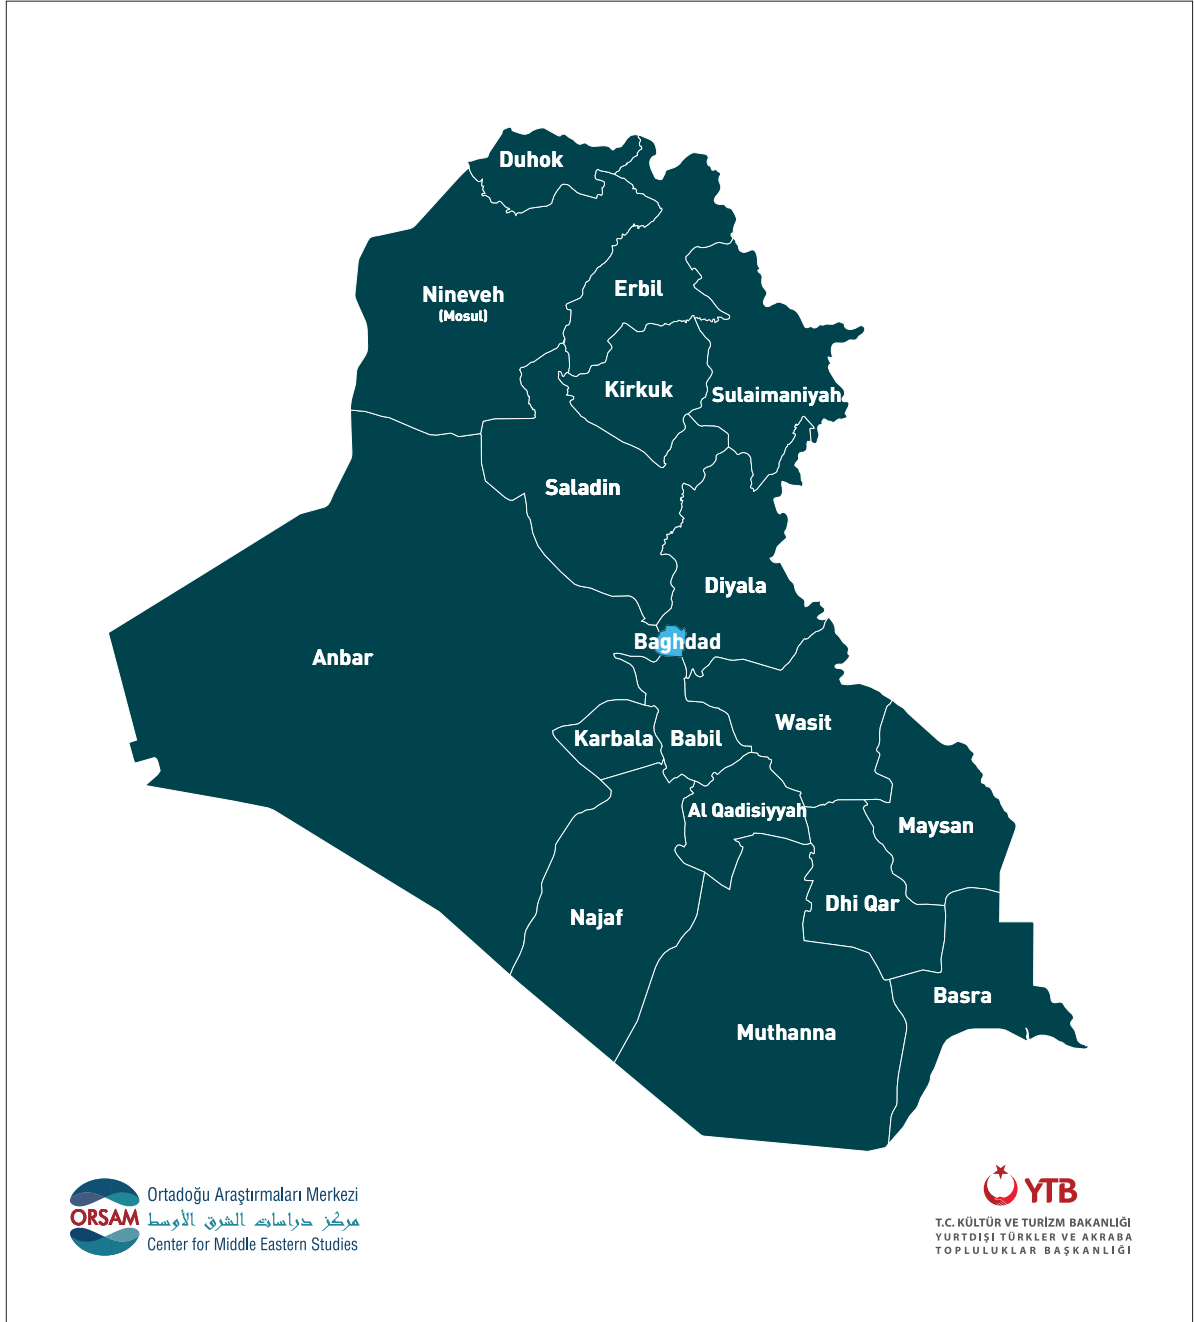 Duhok
Nineveh
(Mosul)
Erbil
Kirkuk
Sulaimaniyah
Saladin
Diyala
Baghdad
Anbar
Wasit
Karbala
Babil
Al Qadisiyyah
Maysan
Dhi Qar
Najaf
Basra
Muthanna
ORSAM
Ortadoğu Araştırmaları Merkezi
مركز دراسات الشرق الأوسط
Center for Middle Eastern Studies
YTB
T.C. KÜLTÜR VE TURİZM BAKANLIĞI
YURTDIŞI TÜRKLER VE AKRABA
TOPLULUKLAR BAŞKANLIĞI